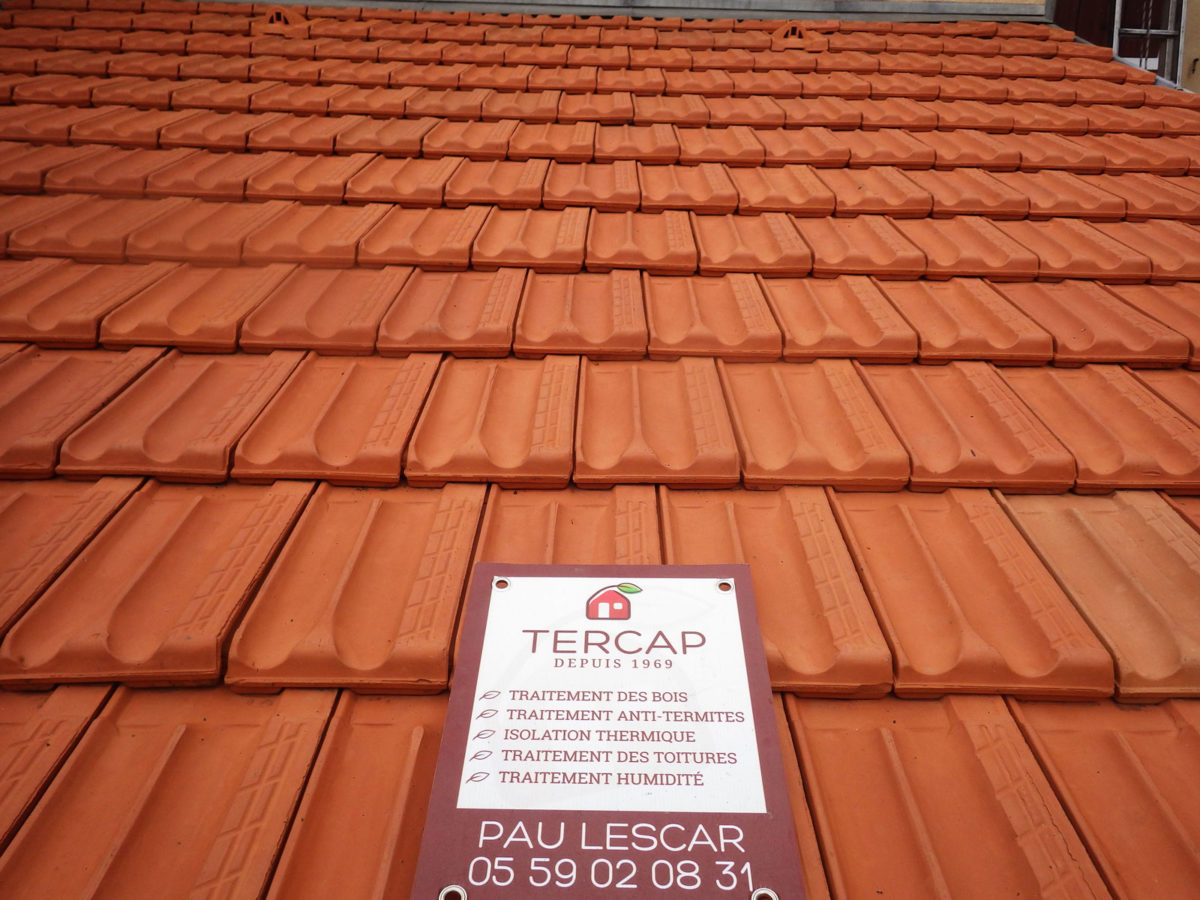 TERCAP
DEPUIS 1969
TRAITEMENT DES BOIS
TRAITEMENT ANTI-TERMITES
ISOLATION THERMIQUE
TRAITEMENT DES TOITURES
TRAITEMENT HUMIDITÉ
PAU LESCAR
05 59 02 08 31